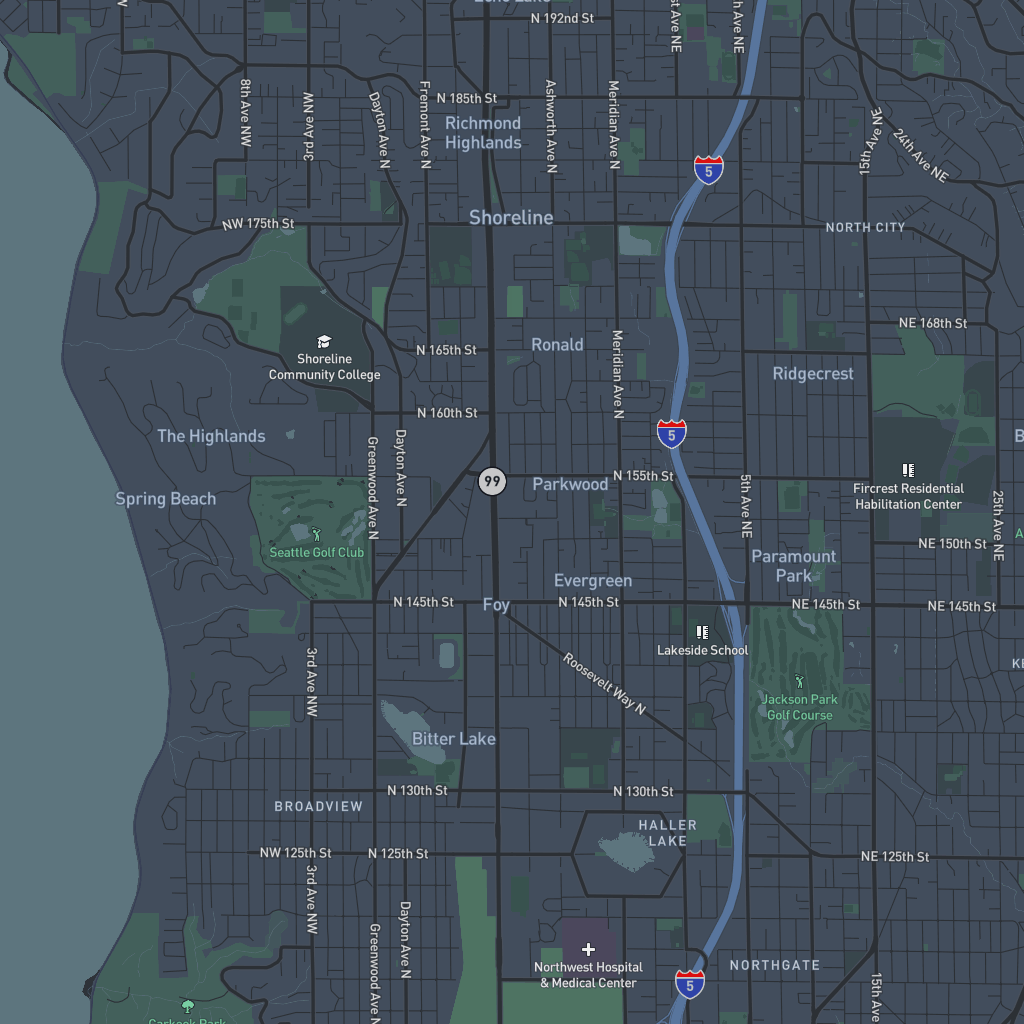 N 192nd St
Ave NE
Ave NE
8th Ave NW
3rd Ave NW
Dayton Ave N
Fremont Ave N
N 185th St
Ashworth Ave N
Meridian Ave N
Richmond
Highlands
15th Ave NE
24th Ave NE
5
Shoreline
NW 175th St
NORTH CITY
NE 168th St
Ronald
N 165th St
Shoreline
Community College
Meridian Ave N
Ridgecrest
N 160th St
The Highlands
5
Greenwood Ave N
Dayton Ave N
N 155th St
99
Parkwood
Fircrest Residential
Habilitation Center
Spring Beach
5th Ave NE
25th Ave NE
Seattle Golf Club
NE 150th St
Paramount
Park
Evergreen
N 145th St
Foy
N 145th St
NE 145th St
NE 145th St
Lakeside School
3rd Ave NW
Roosevelt Way N
Jackson Park
Golf Course
Bitter Lake
N 130th St
N 130th St
BROADVIEW
HALLER
LAKE
NW 125th St
N 125th St
NE 125th St
3rd Ave NW
Dayton Ave N
Greenwood Ave N
Northwest Hospital
& Medical Center
NORTHGATE
5
15th Ave